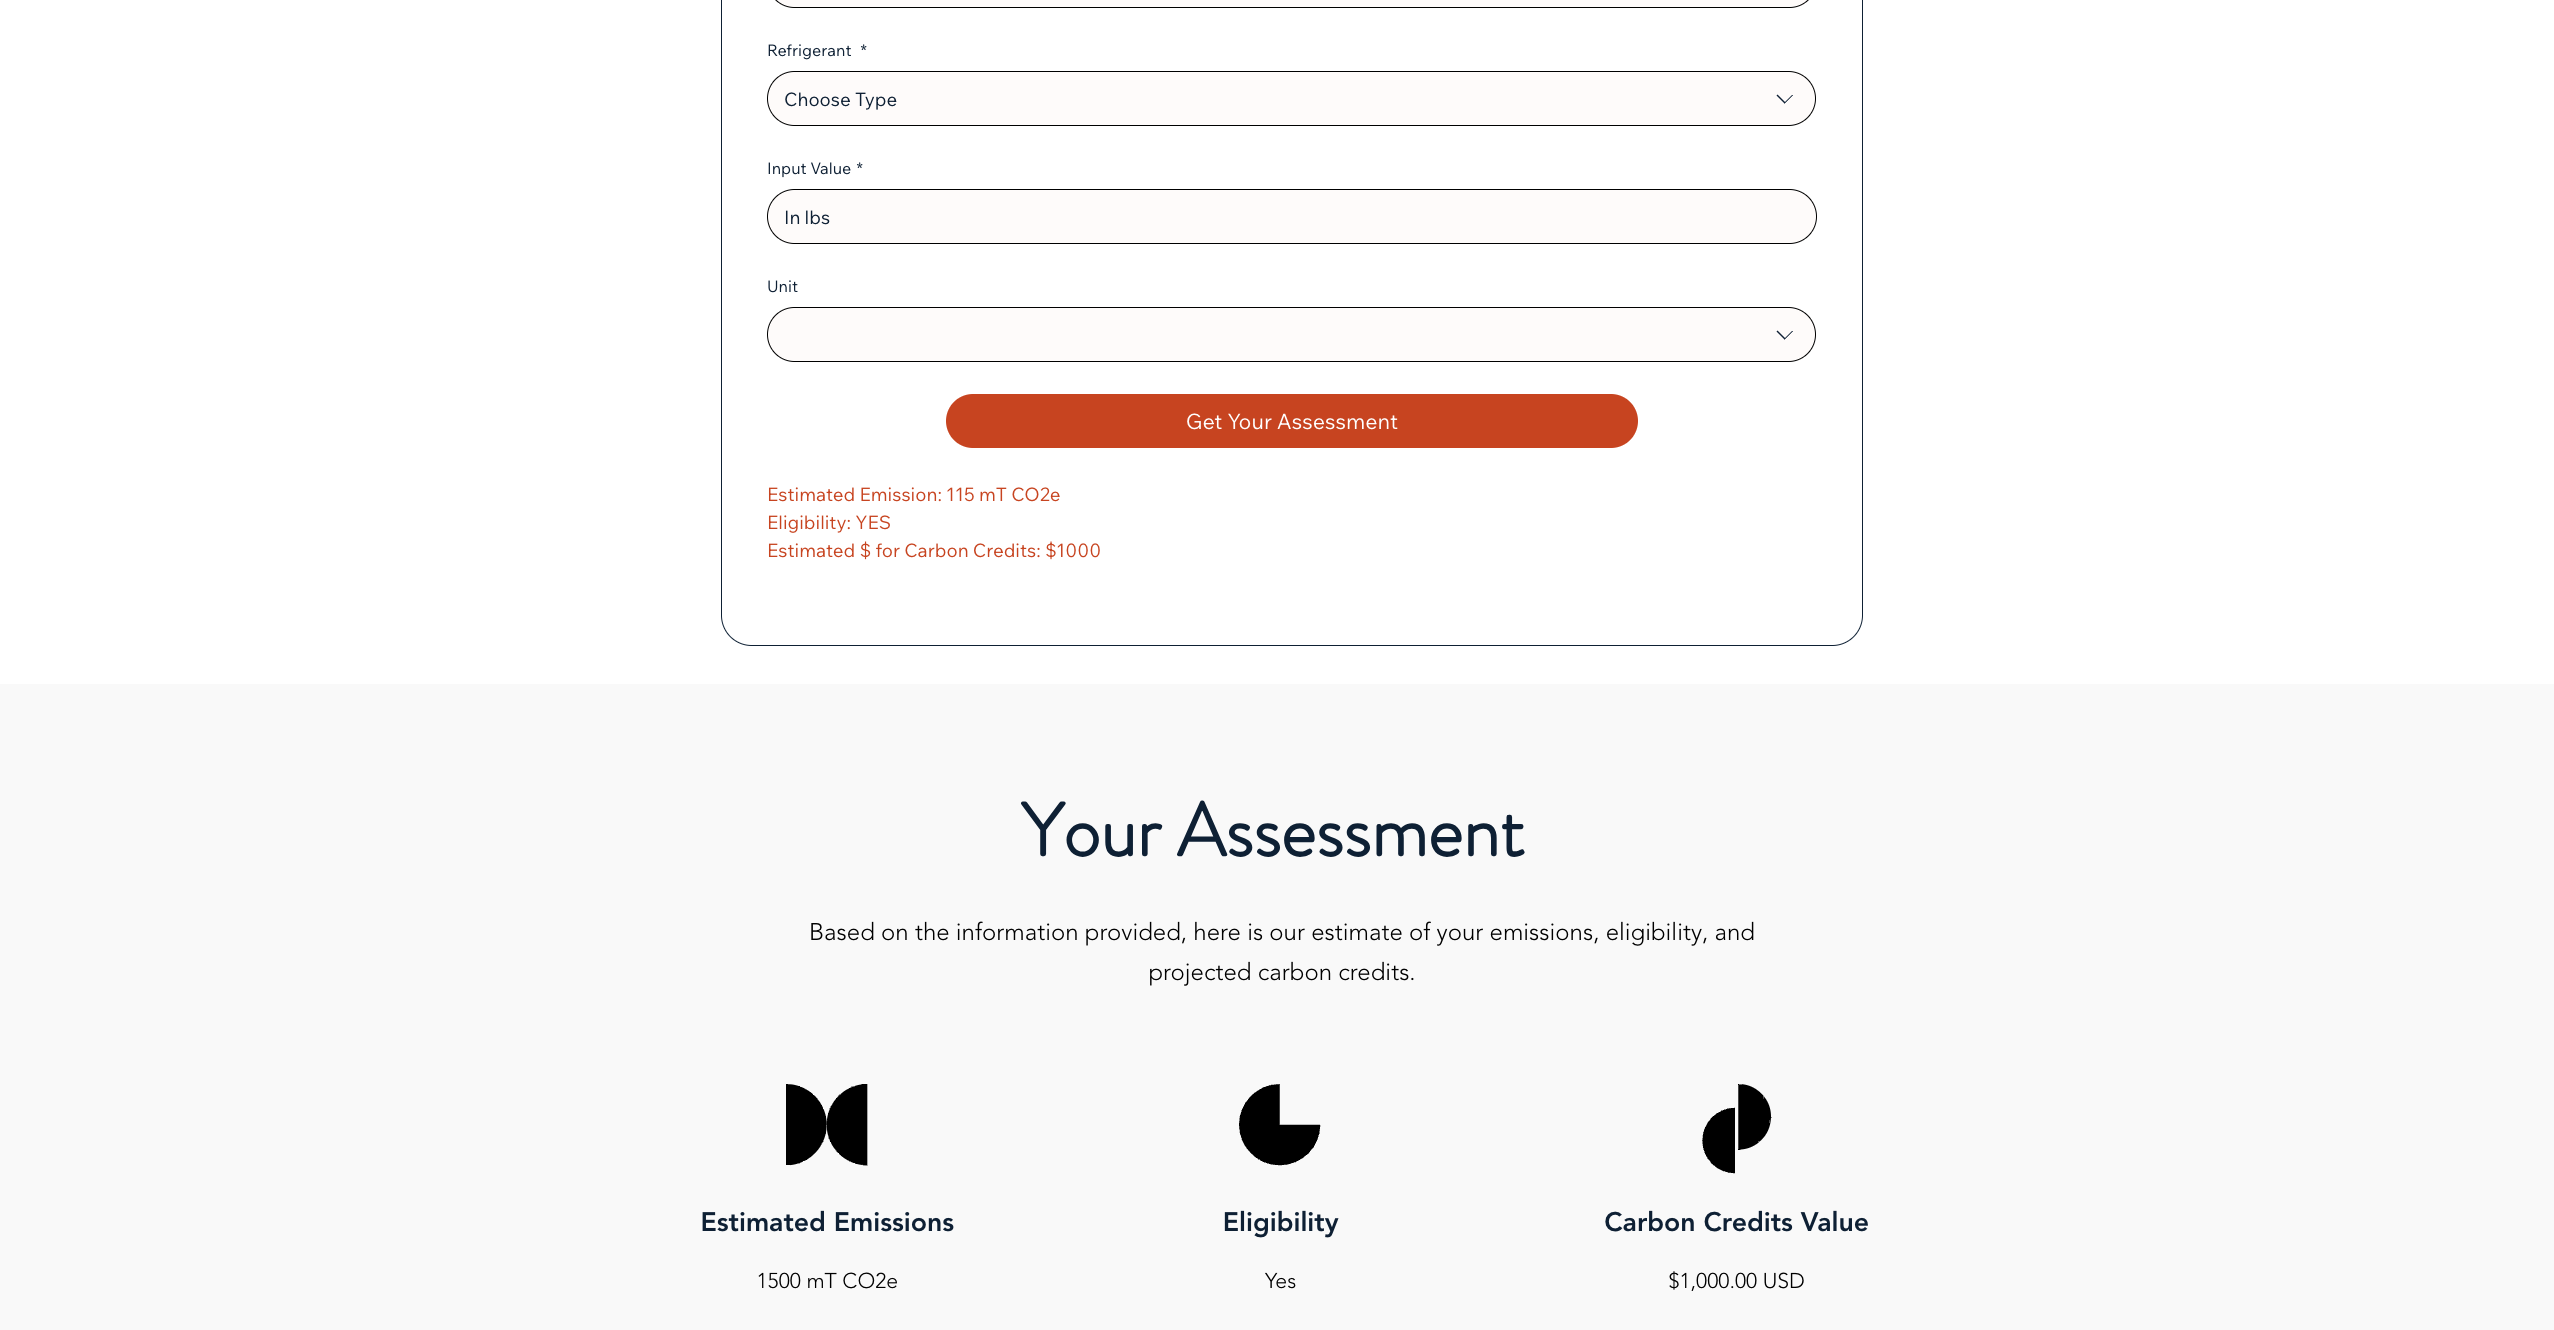 Refrigerant *
Choose Type
Input Value *
In lbs
Unit
Get Your Assessment
Estimated Emission: 115 mT CO2e
Eligibility: YES
Estimated $ for Carbon Credits: $1000
Your Assessment
Based on the information provided, here is our estimate of your emissions, eligibility, and
projected carbon credits.
Estimated Emissions
1500 mT CO2e
Eligibility
Yes
Carbon Credits Value
$1,000.00 USD